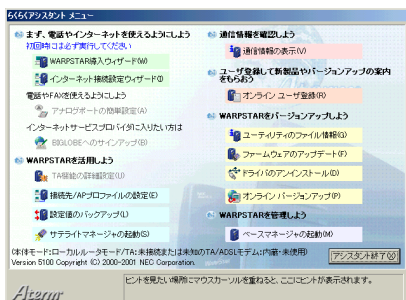 らくらくアシスタント メニュー
まず、電話やインターネットを使えるようにしよう
初回時には必ず実行してください
WARPSTAR導入ウィザード(W)
インターネット接続設定ウィザード(I)
電話やFAXを使えるようにしよう
アナログポートの簡単設定(A)
インターネットサービスプロバイダに入りたい方は
BIGLOBEへのサインアップ(B)
WARPSTARを活用しよう
TA機能の詳細設定(U)
接続先/APプロファイルの設定(E)
設定値のバックアップ(L)
サテライトマネージャの起動(S)
通信情報を確認しよう
通信情報の表示(V)
ユーザ登録して新製品やバージョンアップの案内
をもらおう
オンライン ユーザ登録(R)
WARPSTARをバージョンアップしよう
ユーティリティのファイル情報(G)
ファームウェアのアップデート(F)
ドライバのアンインストール(D)
オンライン バージョンアップ(P)
WARPSTARを管理しよう
ベースマネージャの起動(M)
(本体モード:ローカルルータモード/TA:未接続または未知のTA/ADSLモデム:内蔵・未使用)
Version 5100 Copyright (C) 2000-2001 NEC Corporation.
アシスタント終了(X)
Aterm
ヒントを見たい場所にマウスカーソルを重ねると、ここにヒントが表示されます。